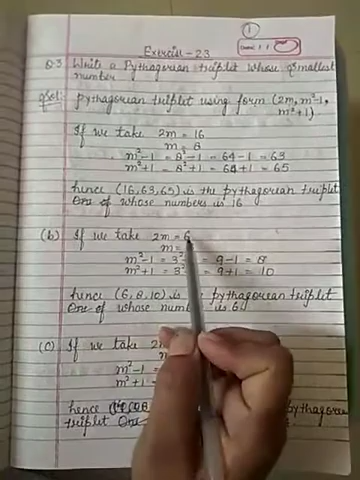 1
Exercise - 23
Q.3 Write a Pythagorean triplet whose smallest
number
Sol: pythagorean triplet using form (2m, m²-1,
m²+1)
If we take 2m = 16
m = 8
m²-1 = 8²-1 = 64-1 = 63
m²+1 = 8²+1 = 64+1 = 65
hence (16,63,65) is the pythagorean triplet
One of whose numbers is 16
(b) If we take 2m = 6
m =
m²-1 = 3² = 9-1 = 8
m²+1 = 3² = 9+1 = 10
hence (6,8,10) is the pythagorean triplet
One of whose number is 6
(c) If we take
m
m²-1 =
m²+1 =
hence pythagorean
triplet One